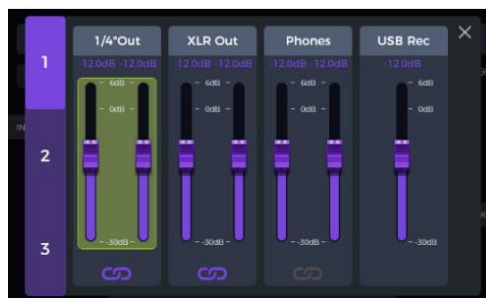 1/4"Out XLR Out Phones USB Rec
1
-12.0dB -12.0dB -12.0dB -12.0dB -12.0dB -12.0dB -12.0dB
6dB 6dB 6dB 6dB
0dB 0dB 0dB 0dB
IN
2
-30dB -30dB -30dB -30dB
3